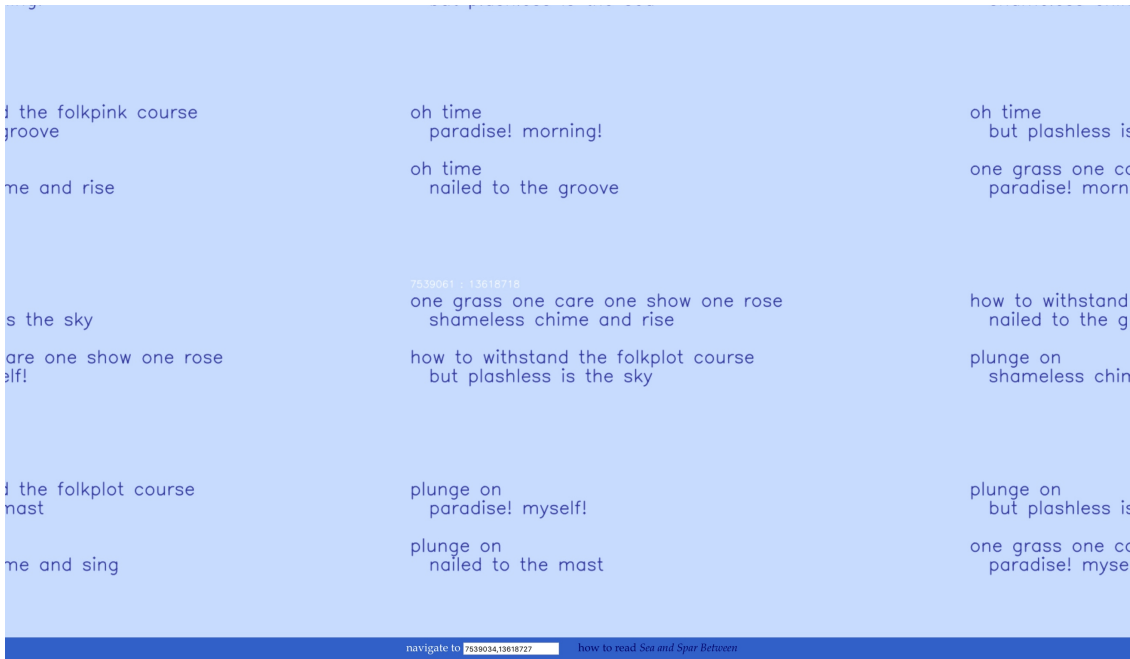 the folkpink course
groove
me and rise
s the sky
are one show one rose
elf!
the folkplot course
mast
me and sing
oh time
paradise! morning!
oh time
nailed to the groove
7539061 : 13618718
one grass one care one show one rose
shameless chime and rise
how to withstand the folkplot course
but plashless is the sky
plunge on
paradise! myself!
plunge on
nailed to the mast
oh time
but plashless is
one grass one ca
paradise! morn
how to withstand
nailed to the g
plunge on
shameless chim
plunge on
but plashless is
one grass one ca
paradise! myse
navigate to 7539034,13618727
how to read Sea and Spar Between